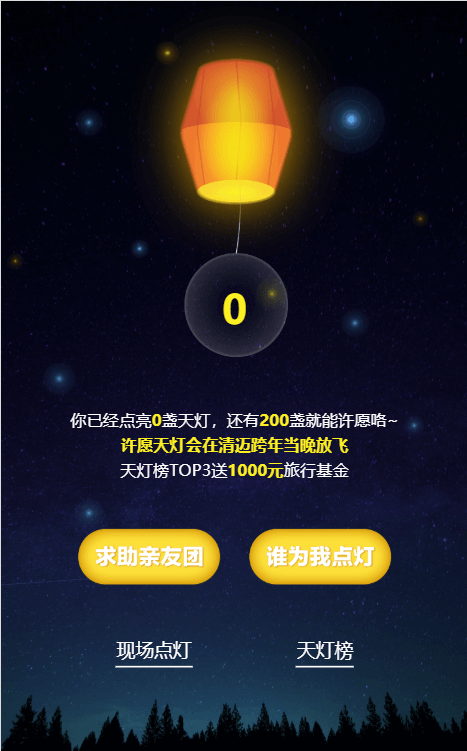 0
你已经点亮0盏天灯，还有200盏就能许愿咯~
许愿天灯会在清迈跨年当晚放飞
天灯榜TOP3送1000元旅行基金
求助亲友团
谁为我点灯
现场点灯
天灯榜